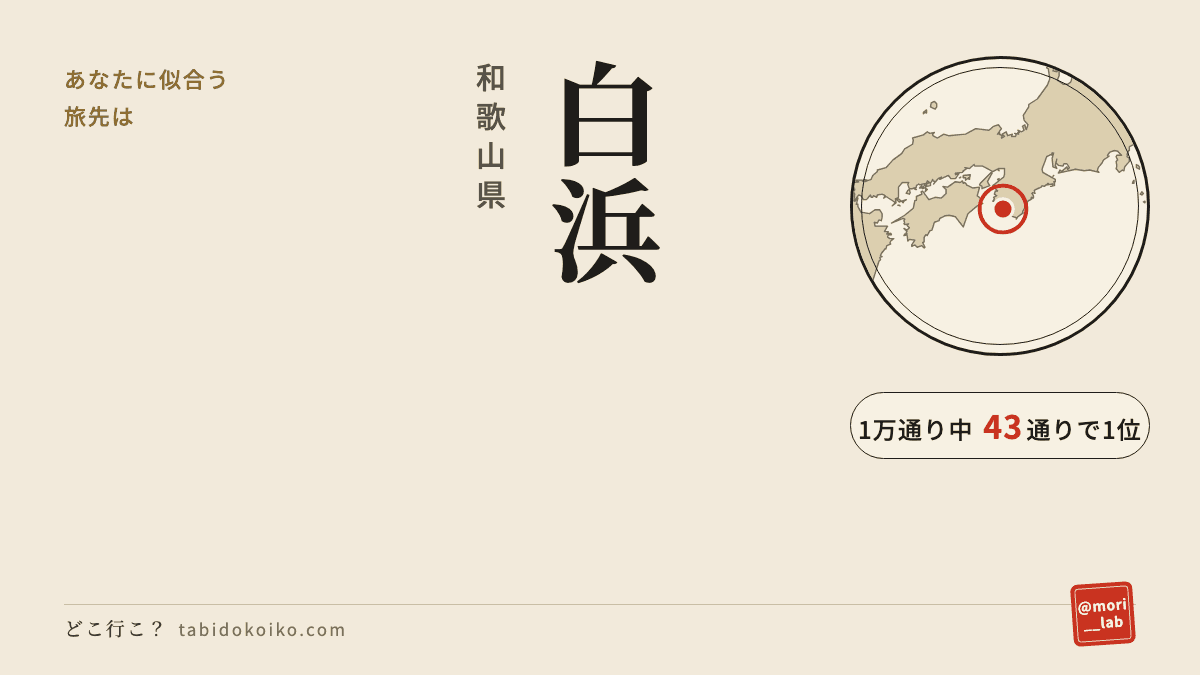 あなたに似合う
旅先は
白浜
和歌山県
1万通り中 43通りで1位
どこ行こ? tabidokoiko.com
@mori
__lab